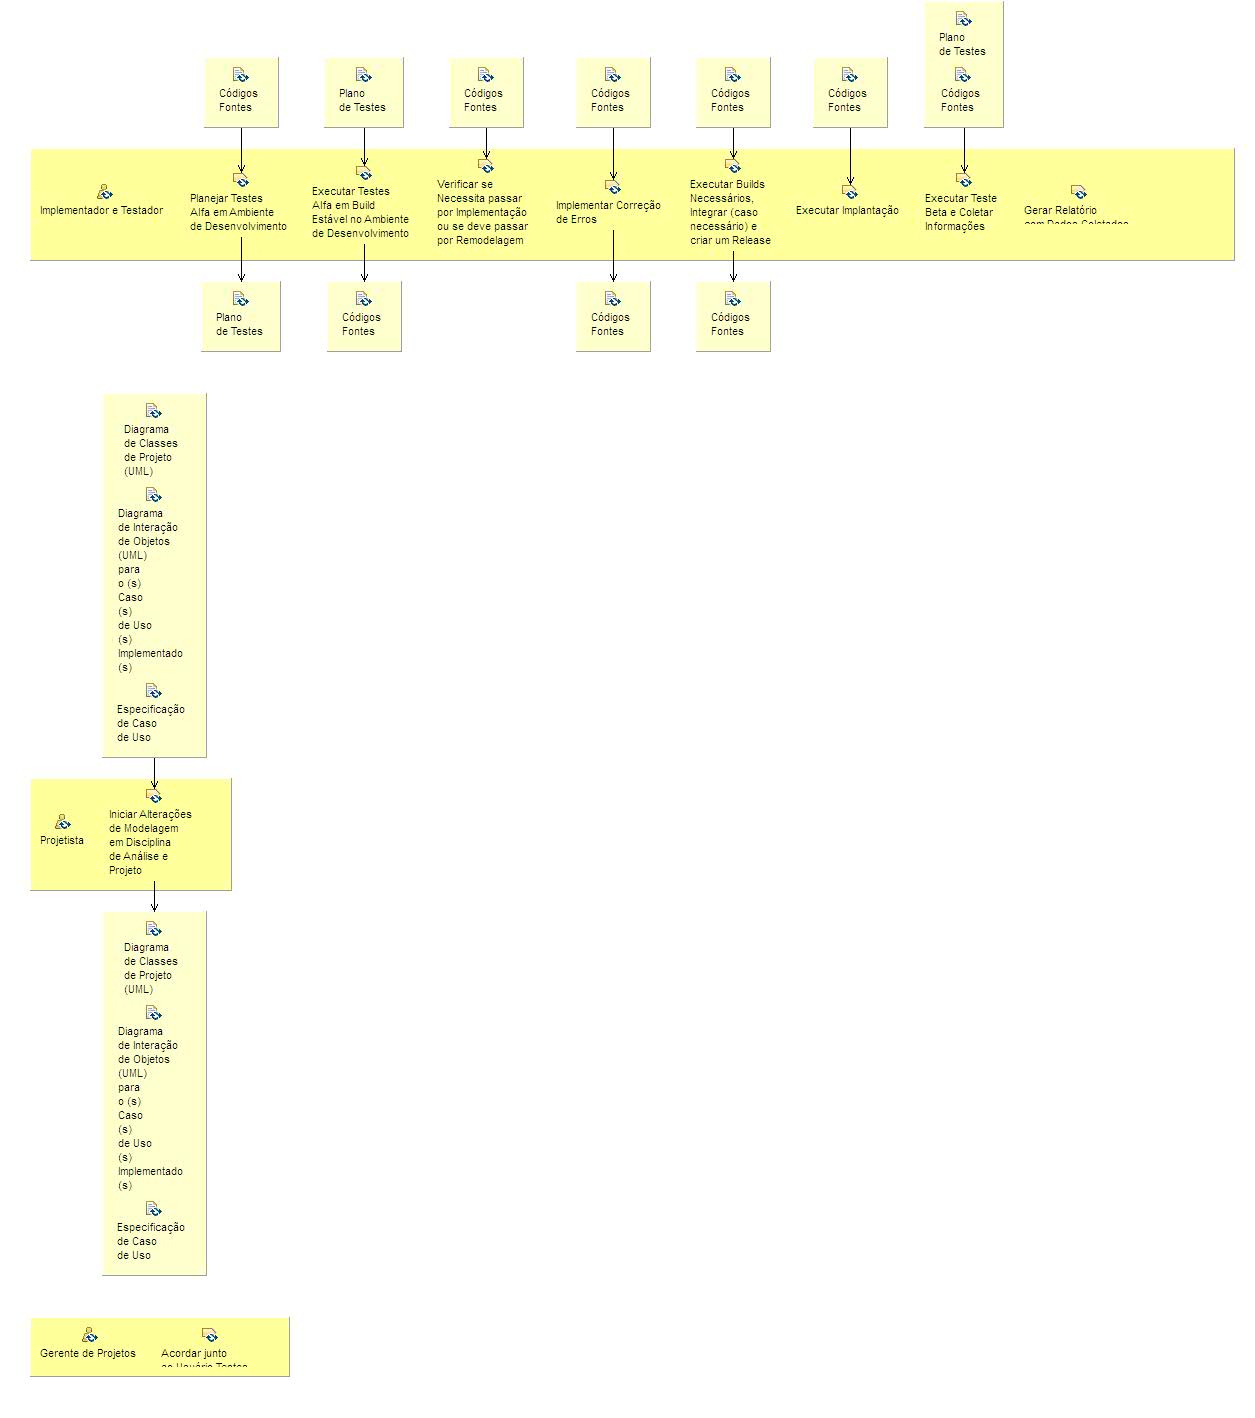 Plano
de Testes
Códigos
Fontes
Códigos
Fontes
Plano
de Testes
Códigos
Fontes
Códigos
Fontes
Códigos
Fontes
Códigos
Fontes
Implementador e Testador
Planejar Testes
Alfa em Ambiente
de Desenvolvimento
Executar Testes
Alfa em Build
Estável no Ambiente
de Desenvolvimento
Verificar se
Necessita passar
por Implementação
ou se deve passar
por Remodelagem
Implementar Correção
de Erros
Executar Builds
Necessários,
Integrar (caso
necessário) e
criar um Release
Executar Implantação
Executar Teste
Beta e Coletar
Informações
Gerar Relatório
com Dados Coletados
Plano
de Testes
Códigos
Fontes
Códigos
Fontes
Códigos
Fontes
Diagrama
de Classes
de Projeto
(UML)
Diagrama
de Interação
de Objetos
(UML)
para
o (s)
Caso
(s)
de Uso
(s)
Implementado
(s)
Especificação
de Caso
de Uso
Projetista
Iniciar Alterações
de Modelagem
em Disciplina
de Análise e
Projeto
Diagrama
de Classes
de Projeto
(UML)
Diagrama
de Interação
de Objetos
(UML)
para
o (s)
Caso
(s)
de Uso
(s)
Implementado
(s)
Especificação
de Caso
de Uso
Gerente de Projetos
Acordar junto
ao Usuário Testes